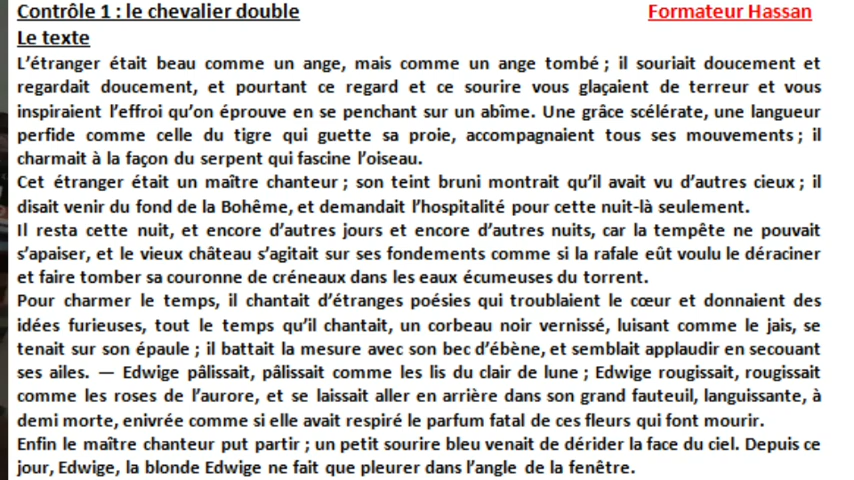 Contrôle 1 : le chevalier double Formateur Hassan
Le texte
L'étranger était beau comme un ange, mais comme un ange tombé ; il souriait doucement et
regardait doucement, et pourtant ce regard et ce sourire vous glaçaient de terreur et vous
inspiraient l'effroi qu'on éprouve en se penchant sur un abîme. Une grâce scélérate, une langueur
perfide comme celle du tigre qui guette sa proie, accompagnaient tous ses mouvements ; il
charmait à la façon du serpent qui fascine l'oiseau.
Cet étranger était un maître chanteur ; son teint bruni montrait qu'il avait vu d'autres cieux ; il
disait venir du fond de la Bohême, et demandait l'hospitalité pour cette nuit-là seulement.
Il resta cette nuit, et encore d'autres jours et encore d'autres nuits, car la tempête ne pouvait
s'apaiser, et le vieux château s'agitait sur ses fondements comme si la rafale eût voulu le déraciner
et faire tomber sa couronne de créneaux dans les eaux écumeuses du torrent.
Pour charmer le temps, il chantait d'étranges poésies qui troublaient le cœur et donnaient des
idées furieuses, tout le temps qu'il chantait, un corbeau noir vernissé, luisant comme le jais, se
tenait sur son épaule ; il battait la mesure avec son bec d'ébène, et semblait applaudir en secouant
ses ailes. — Edwige pâlissait, pâlissait comme les lis du clair de lune ; Edwige rougissait, rougissait
comme les roses de l'aurore, et se laissait aller en arrière dans son grand fauteuil, languissante, à
demi morte, enivrée comme si elle avait respiré le parfum fatal de ces fleurs qui font mourir.
Enfin le maître chanteur put partir ; un petit sourire bleu venait de dérider la face du ciel. Depuis ce
jour, Edwige, la blonde Edwige ne fait que pleurer dans l'angle de la fenêtre.